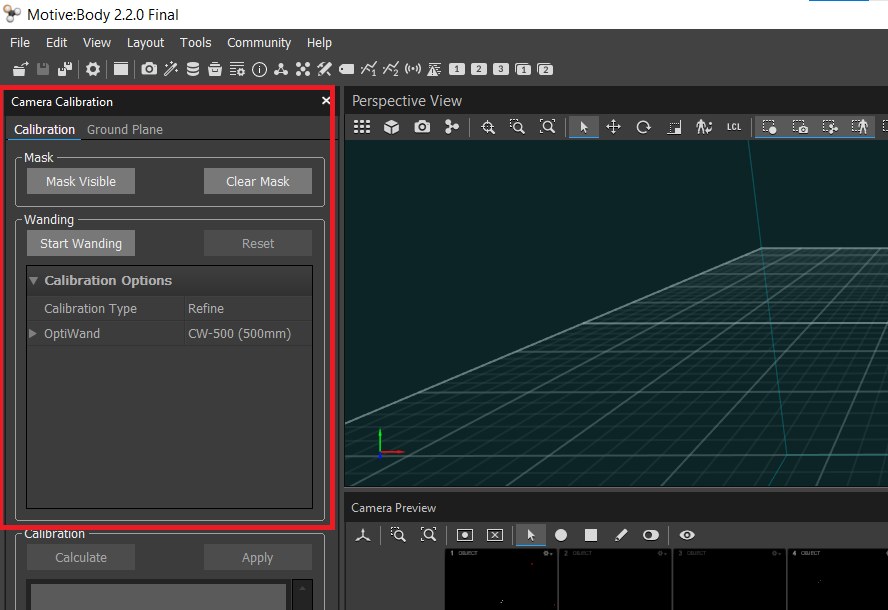 Motive:Body 2.2.0 Final
File Edit View Layout Tools Community Help
1 2 3 1 2
Camera Calibration
Calibration Ground Plane
Mask
Mask Visible Clear Mask
Wanding
Start Wanding Reset
Calibration Options
Calibration Type Refine
OptiWand CW-500 (500mm)
Calibration
Calculate Apply
Perspective View
LCL
Camera Preview
1 OBJECT 2 OBJECT 3 OBJECT 4 OBJECT